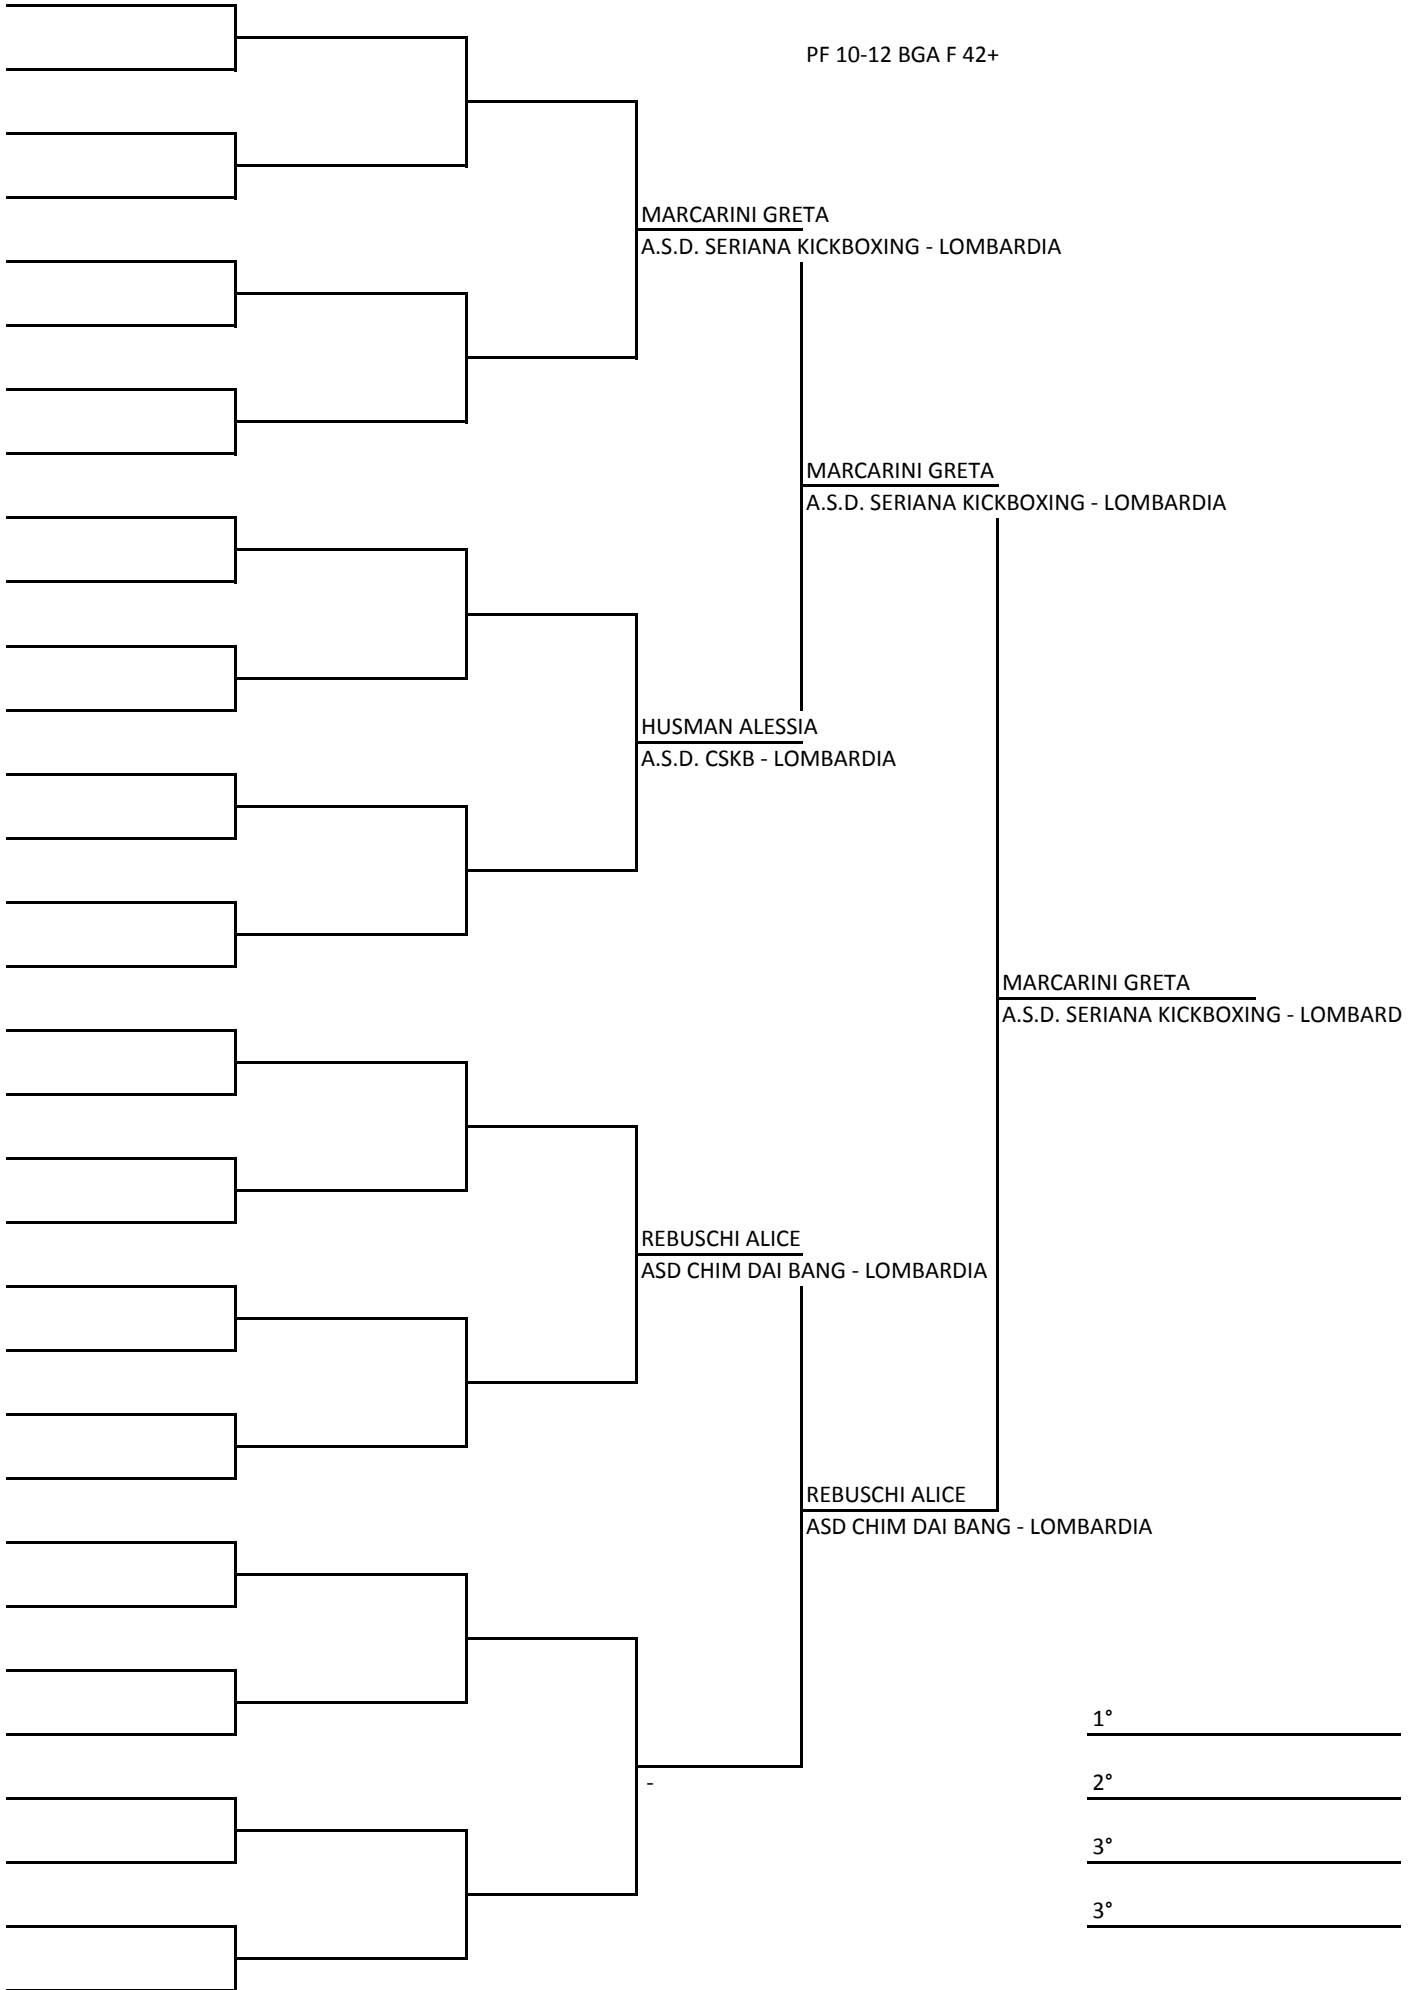 PF 10-12 BGA F 42+
MARCARINI GRETA
A.S.D. SERIANA KICKBOXING - LOMBARDIA
MARCARINI GRETA
A.S.D. SERIANA KICKBOXING - LOMBARDIA
HUSMAN ALESSIA
A.S.D. CSKB - LOMBARDIA
MARCARINI GRETA
A.S.D. SERIANA KICKBOXING - LOMBARD
REBUSCHI ALICE
ASD CHIM DAI BANG - LOMBARDIA
REBUSCHI ALICE
ASD CHIM DAI BANG - LOMBARDIA
1°
-
2°
3°
3°